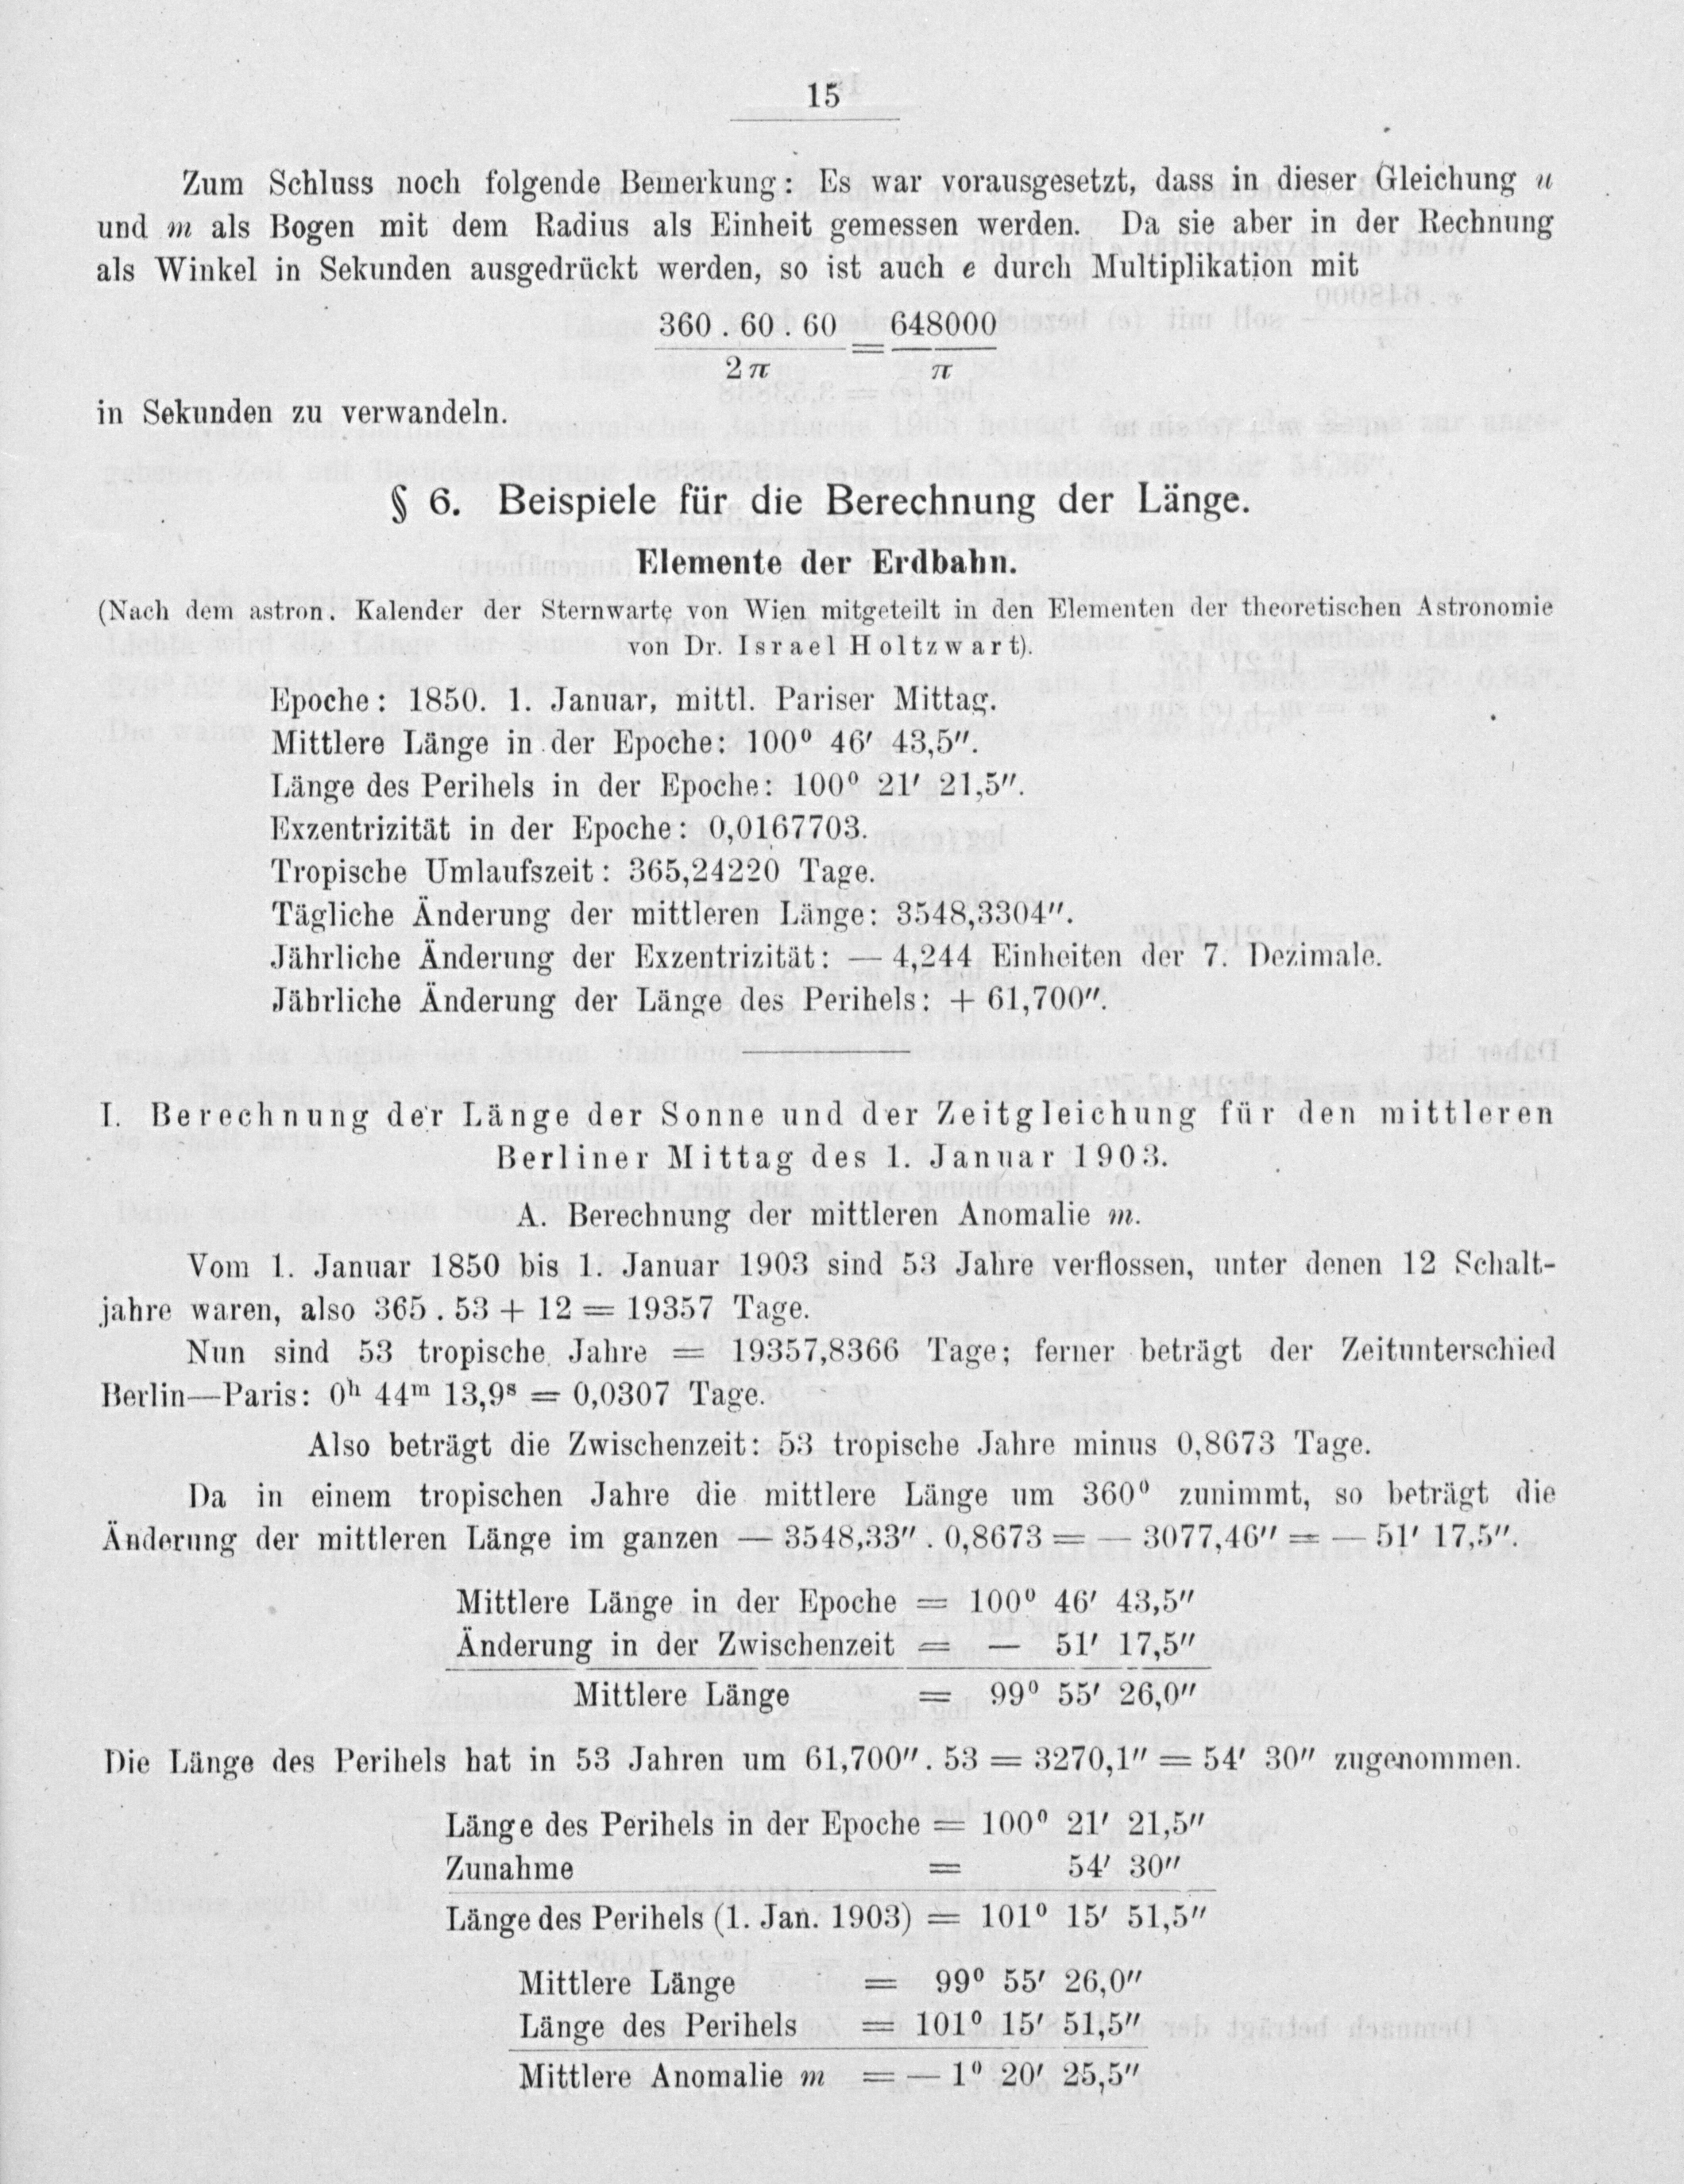 15
Zum Schluss noch folgende Bemerkung: Es war vorausgesetzt, dass in dieser Gleichung u
und m als Bogen mit dem Radius als Einheit gemessen werden. Da sie aber in der Rechnung
als Winkel in Sekunden ausgedrückt werden, so ist auch e durch Multiplikation mit
360 . 60 . 60 / 2 π = 648000 / π
in Sekunden zu verwandeln.
§ 6. Beispiele für die Berechnung der Länge.
Elemente der Erdbahn.
(Nach dem astron. Kalender der Sternwarte von Wien mitgeteilt in den Elementen der theoretischen Astronomie
von Dr. Israel Holtzwart).
Epoche: 1850. 1. Januar, mittl. Pariser Mittag.
Mittlere Länge in der Epoche: 100⁰ 46′ 43,5″.
Länge des Perihels in der Epoche: 100⁰ 21′ 21,5″.
Exzentrizität in der Epoche: 0,0167703.
Tropische Umlaufszeit: 365,24220 Tage.
Tägliche Änderung der mittleren Länge: 3548,3304″.
Jährliche Änderung der Exzentrizität: — 4,244 Einheiten der 7. Dezimale.
Jährliche Änderung der Länge des Perihels: + 61,700″.
I. Berechnung der Länge der Sonne und der Zeitgleichung für den mittleren
Berliner Mittag des 1. Januar 1903.
A. Berechnung der mittleren Anomalie m.
Vom 1. Januar 1850 bis 1. Januar 1903 sind 53 Jahre verflossen, unter denen 12 Schalt-
jahre waren, also 365 . 53 + 12 = 19357 Tage.
Nun sind 53 tropische Jahre = 19357,8366 Tage; ferner beträgt der Zeitunterschied
Berlin—Paris: 0ʰ 44ᵐ 13,9ˢ = 0,0307 Tage.
Also beträgt die Zwischenzeit: 53 tropische Jahre minus 0,8673 Tage.
Da in einem tropischen Jahre die mittlere Länge um 360⁰ zunimmt, so beträgt die
Änderung der mittleren Länge im ganzen — 3548,33″ . 0,8673 = — 3077,46″ = — 51′ 17,5″.
Mittlere Länge in der Epoche = 100⁰ 46′ 43,5″
Änderung in der Zwischenzeit = — 51′ 17,5″
Mittlere Länge = 99⁰ 55′ 26,0″
Die Länge des Perihels hat in 53 Jahren um 61,700″ . 53 = 3270,1″ = 54′ 30″ zugenommen.
Länge des Perihels in der Epoche = 100⁰ 21′ 21,5″
Zunahme = 54′ 30″
Länge des Perihels (1. Jan. 1903) = 101⁰ 15′ 51,5″
Mittlere Länge = 99⁰ 55′ 26,0″
Länge des Perihels = 101⁰ 15′ 51,5″
Mittlere Anomalie m = — 1⁰ 20′ 25,5″